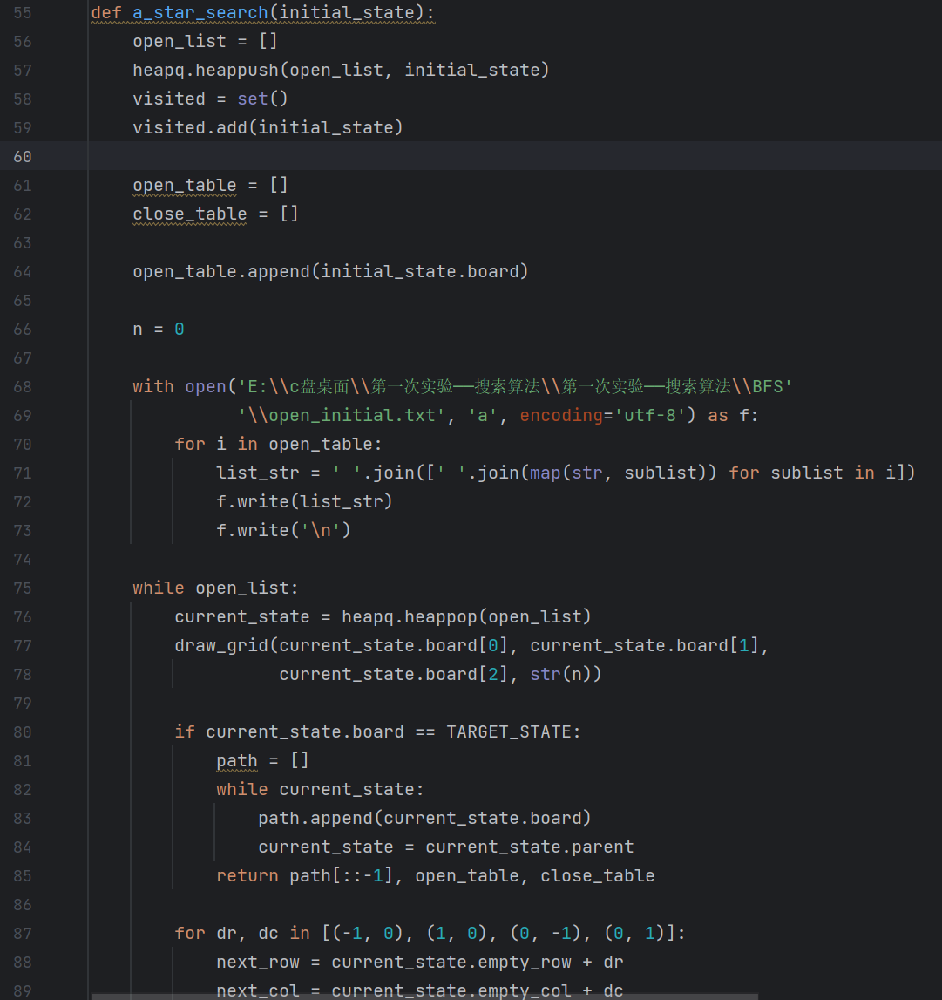 55 def a_star_search(initial_state):
56     open_list = []
57     heapq.heappush(open_list, initial_state)
58     visited = set()
59     visited.add(initial_state)
60
61     open_table = []
62     close_table = []
63
64     open_table.append(initial_state.board)
65
66     n = 0
67
68     with open('E:\\c盘桌面\\第一次实验——搜索算法\\第一次实验——搜索算法\\BFS'
69               '\\open_initial.txt', 'a', encoding='utf-8') as f:
70         for i in open_table:
71             list_str = ' '.join([' '.join(map(str, sublist)) for sublist in i])
72             f.write(list_str)
73             f.write('\n')
74
75     while open_list:
76         current_state = heapq.heappop(open_list)
77         draw_grid(current_state.board[0], current_state.board[1],
78                   current_state.board[2], str(n))
79
80         if current_state.board == TARGET_STATE:
81             path = []
82             while current_state:
83                 path.append(current_state.board)
84                 current_state = current_state.parent
85             return path[::-1], open_table, close_table
86
87         for dr, dc in [(-1, 0), (1, 0), (0, -1), (0, 1)]:
88             next_row = current_state.empty_row + dr
89             next_col = current_state.empty_col + dc